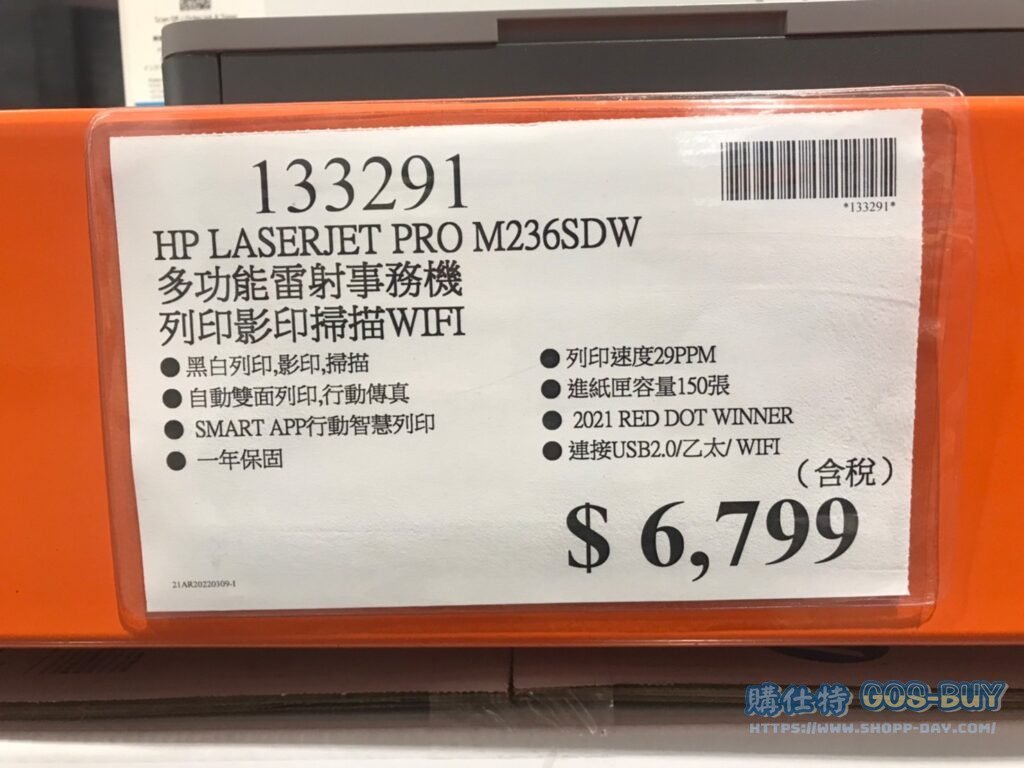 133291
*133291*
HP LASERJET PRO M236SDW
多功能雷射事務機
列印影印掃描WIFI
●黑白列印,影印,掃描
●自動雙面列印,行動傳真
● SMART APP行動智慧列印
● 一年保固
●列印速度29PPM
●進紙匣容量150張
● 2021 RED DOT WINNER
●連接USB2.0/乙太/ WIFI
(含稅)
$ 6,799
21AR20220309-1
購仕特 GOS-BUY
HTTPS://WWW.SHOPP-DAY.COM/